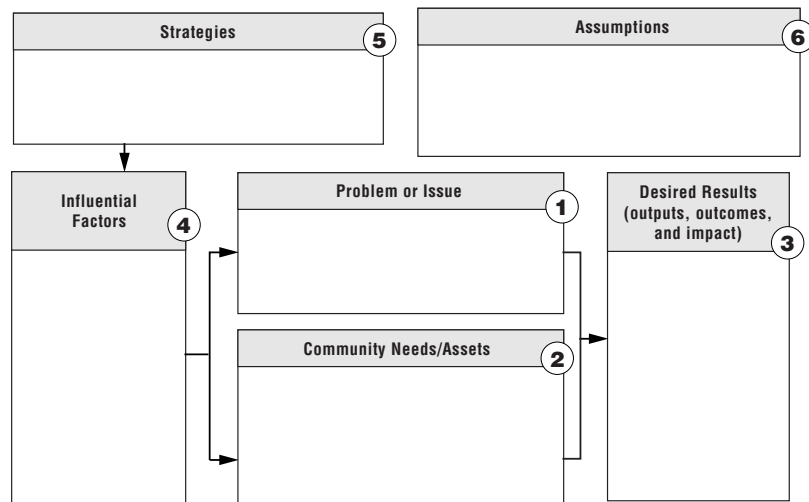 Strategies
5
Assumptions
6
Influential
Factors
4
Problem or Issue
1
Desired Results
(outputs, outcomes,
and impact)
3
Community Needs/Assets
2